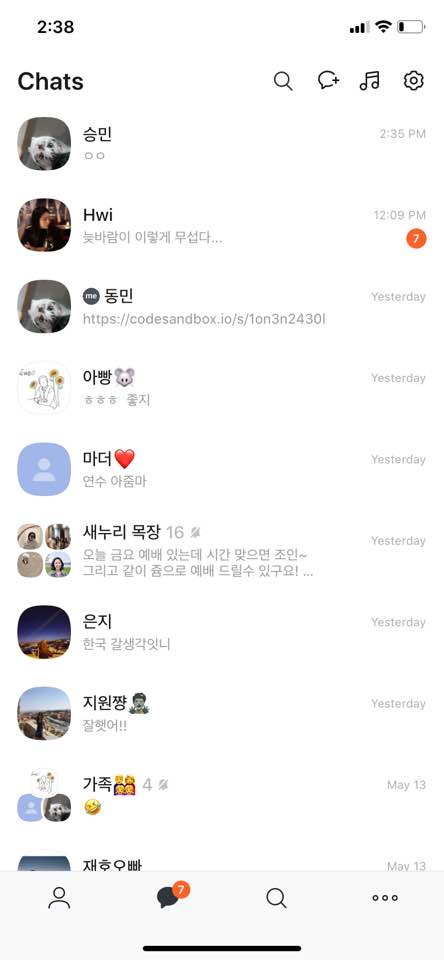 2:38
Chats
승민
2:35 PM
ㅇㅇ
Hwi
12:09 PM
늦바람이 이렇게 무섭다...
7
me 동민
Yesterday
https://codesandbox.io/s/1on3n2430l
아빵🐭
Yesterday
ㅎㅎㅎ 좋지
마더❤️
Yesterday
연수 아줌마
새누리 목장 16
Yesterday
오늘 금요 예배 있는데 시간 맞으면 조인~
그리고 같이 쥼으로 예배 드릴수 있구요! ...
은지
Yesterday
한국 갈생각잇니
지원쨩
Yesterday
잘햇어!!
가족 4
May 13
🤣
재호오빠
May 13
7